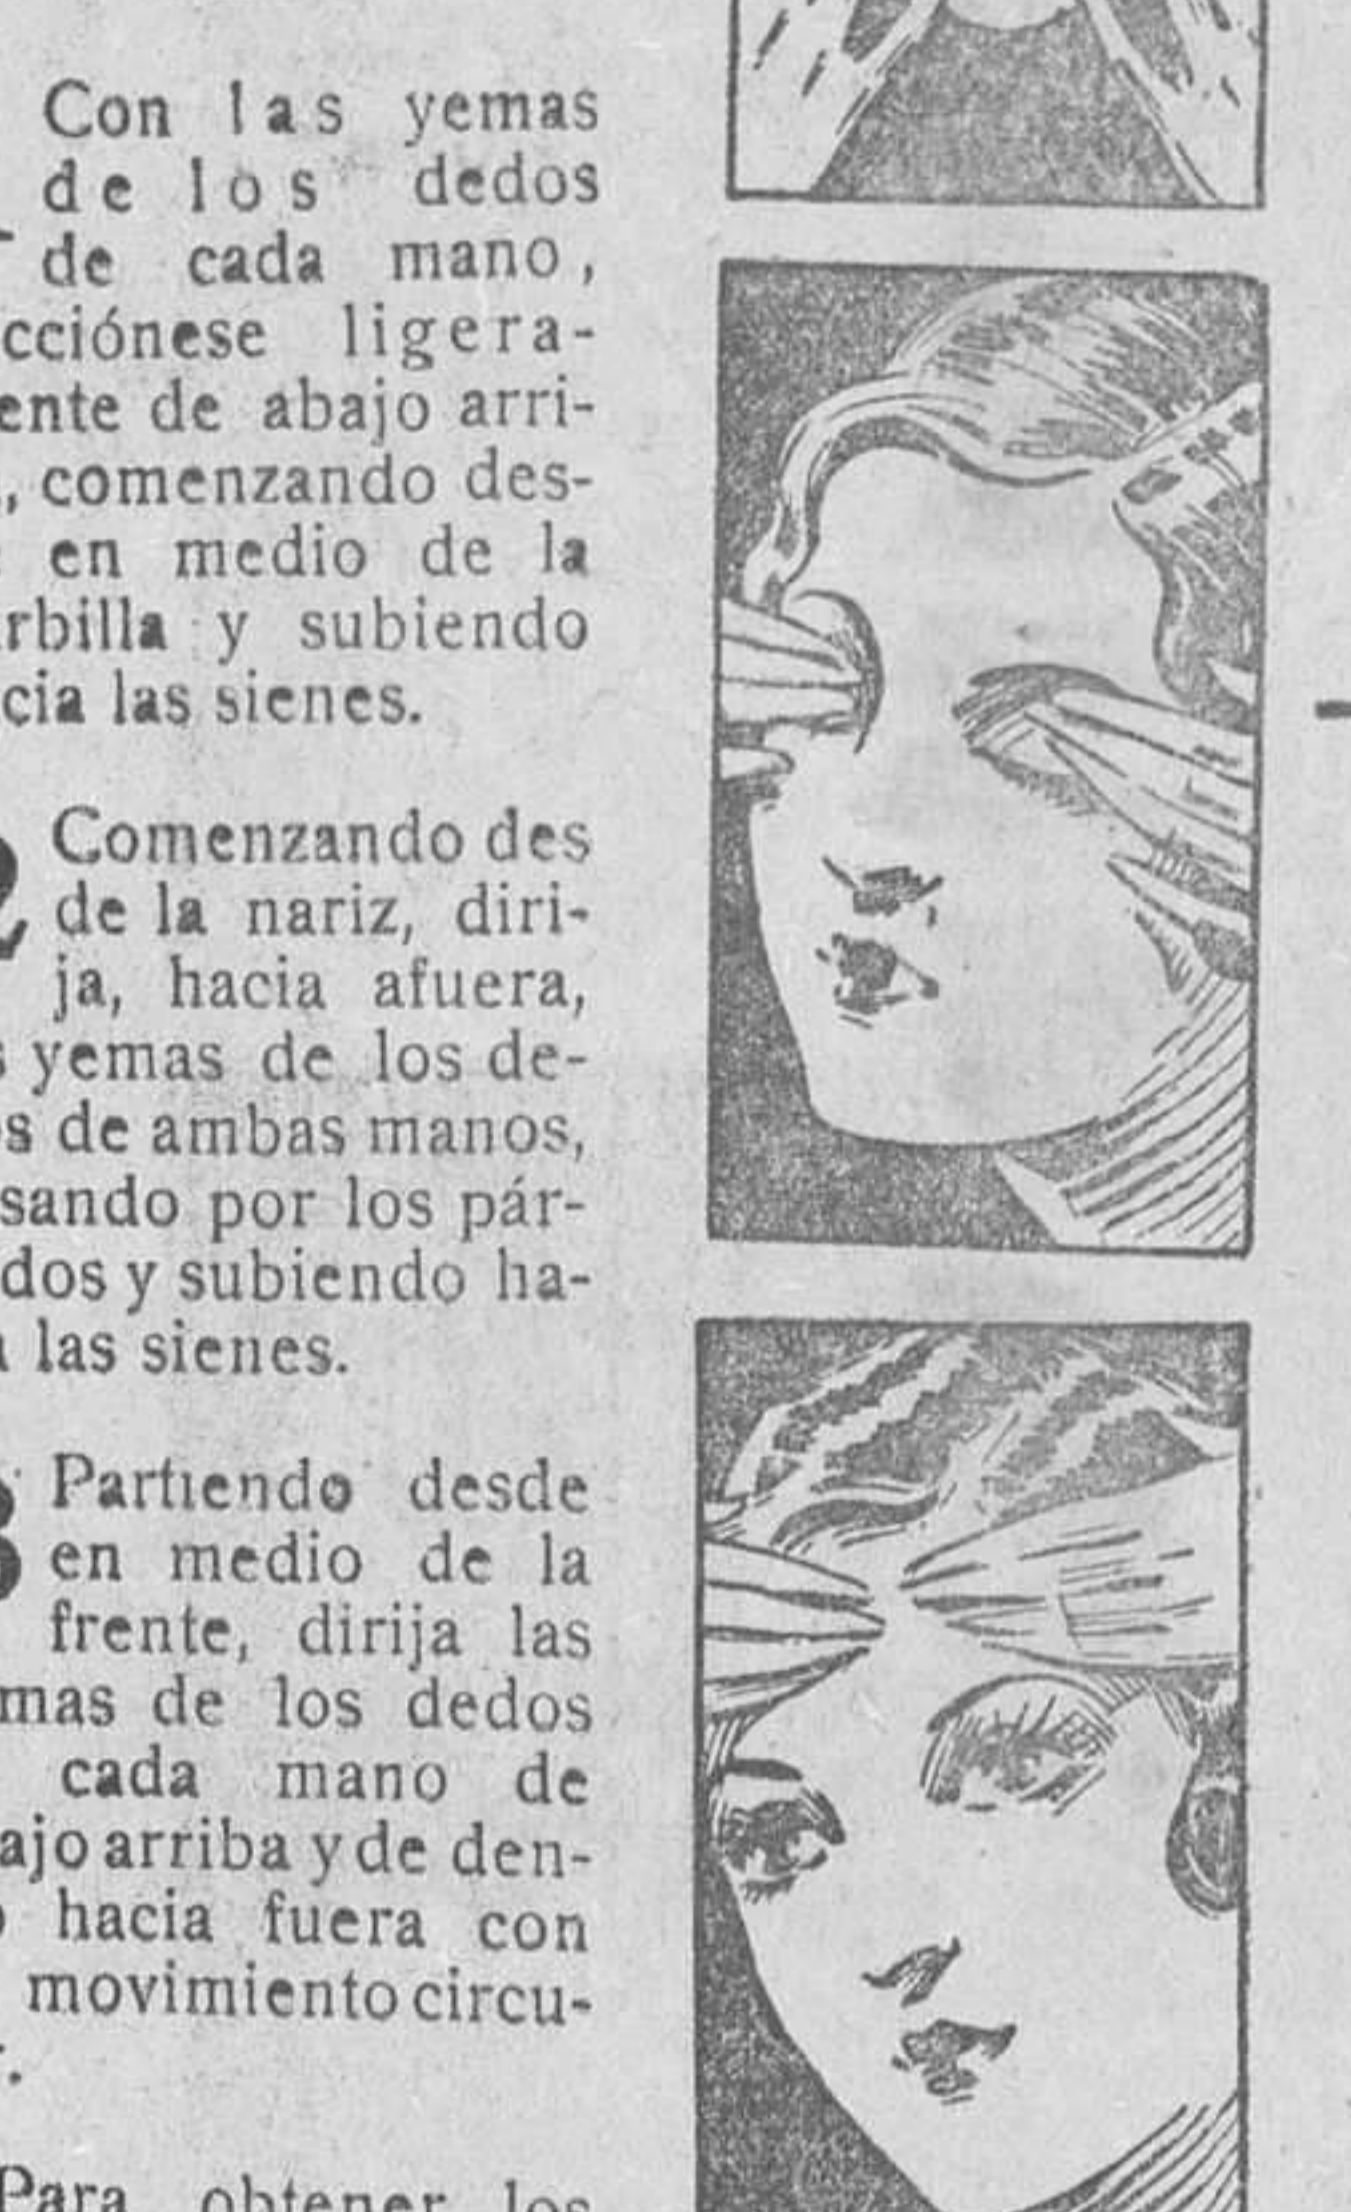 Con las yemas
de los dedos
de cada mano,
cciónese ligera-
ente de abajo arri-
, comenzando des-
en medio de la
rbilla y subiendo
cia las sienes.
2 Comenzando des
de la nariz, diri-
ja, hacia afuera,
s yemas de los de-
os de ambas manos,
sando por los pár-
dos y subiendo ha-
a las sienes.
3 Partiendo desde
en medio de la
frente, dirija las
mas de los dedos
cada mano de
ajo arriba y de den-
o hacia fuera con
movimiento circu-
r.
Para obtener los